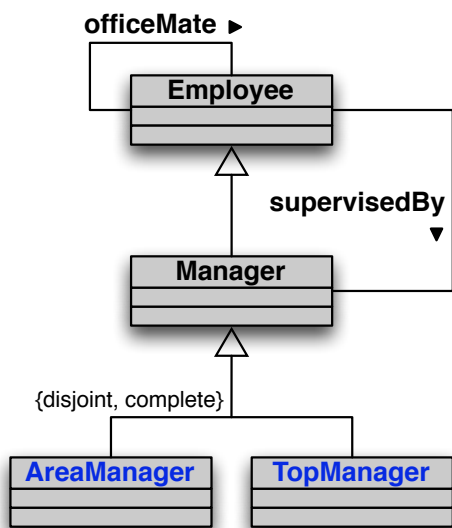 officeMate ▶
Employee
supervisedBy
▼
Manager
{disjoint, complete}
AreaManager
TopManager